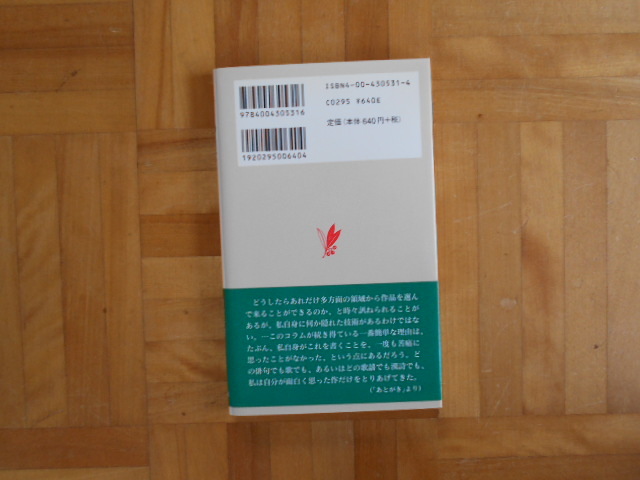 ISBN4-00-430531-4
C0295 ¥640E
定価(本体 640円+税)
9784004305316
1920295006404
どうしたらあれだけ多方面の領域から作品を選ん
で来ることができるのか、と時々訊ねられることが
あるが、私自身に何か隠れた技術があるわけではな
い。―このコラムが続き得ている一番簡単な理由は、
たぶん、私自身がこれを書くことを、一度も苦痛に
思ったことがなかった、という点にあるだろう。ど
の俳句でも歌でも、あるいはどの歌謡でも漢詩でも、
私は自分が面白く思った作だけをとりあげてきた。
(「あとがき」より)